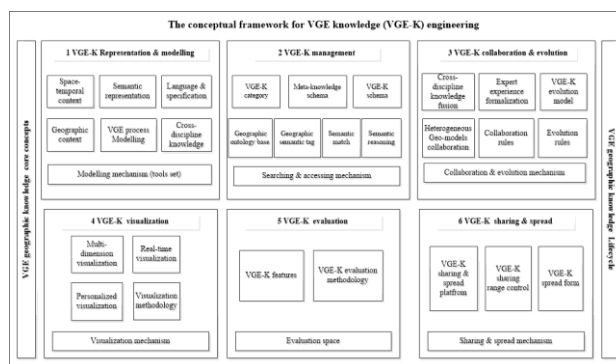 The conceptual framework for VGE knowledge (VGE-K) engineering
VGE geographic knowledge core concepts
1 VGE-K Representation & modelling
Space-
temporal
context
Semantic
representation
Language &
specification
Geographic
context
VGE process
Modelling
Cross-
discipline
knowledge
Modelling mechanism (tools set)
2 VGE-K management
VGE-K
category
Meta-knowledge
schema
VGE-K
schema
Geographic
ontology base
Geographic
semantic tag
Semantic
match
Semantic
reasoning
Searching & accessing mechanism
3 VGE-K collaboration & evolution
Cross-
discipline
knowledge
fusion
Expert
experience
formalization
VGE-K
evolution
model
Heterogeneous
Geo-models
collaboration
Collaboration
rules
Evolution
rules
Collaboration & evolution mechanism
4 VGE-K visualization
Multi-
dimension
visualization
Real-time
visualization
Personalized
visualization
Visualization
methodology
Visualization mechanism
5 VGE-K evaluation
VGE-K features
VGE-K evaluation
methodology
Evaluation space
6 VGE-K sharing & spread
VGE-K
sharing &
spread
platfrom
VGE-K
sharing
range control
VGE-K
spread form
Sharing & spread mechanism
VGE geographic knowledge Lifecycle